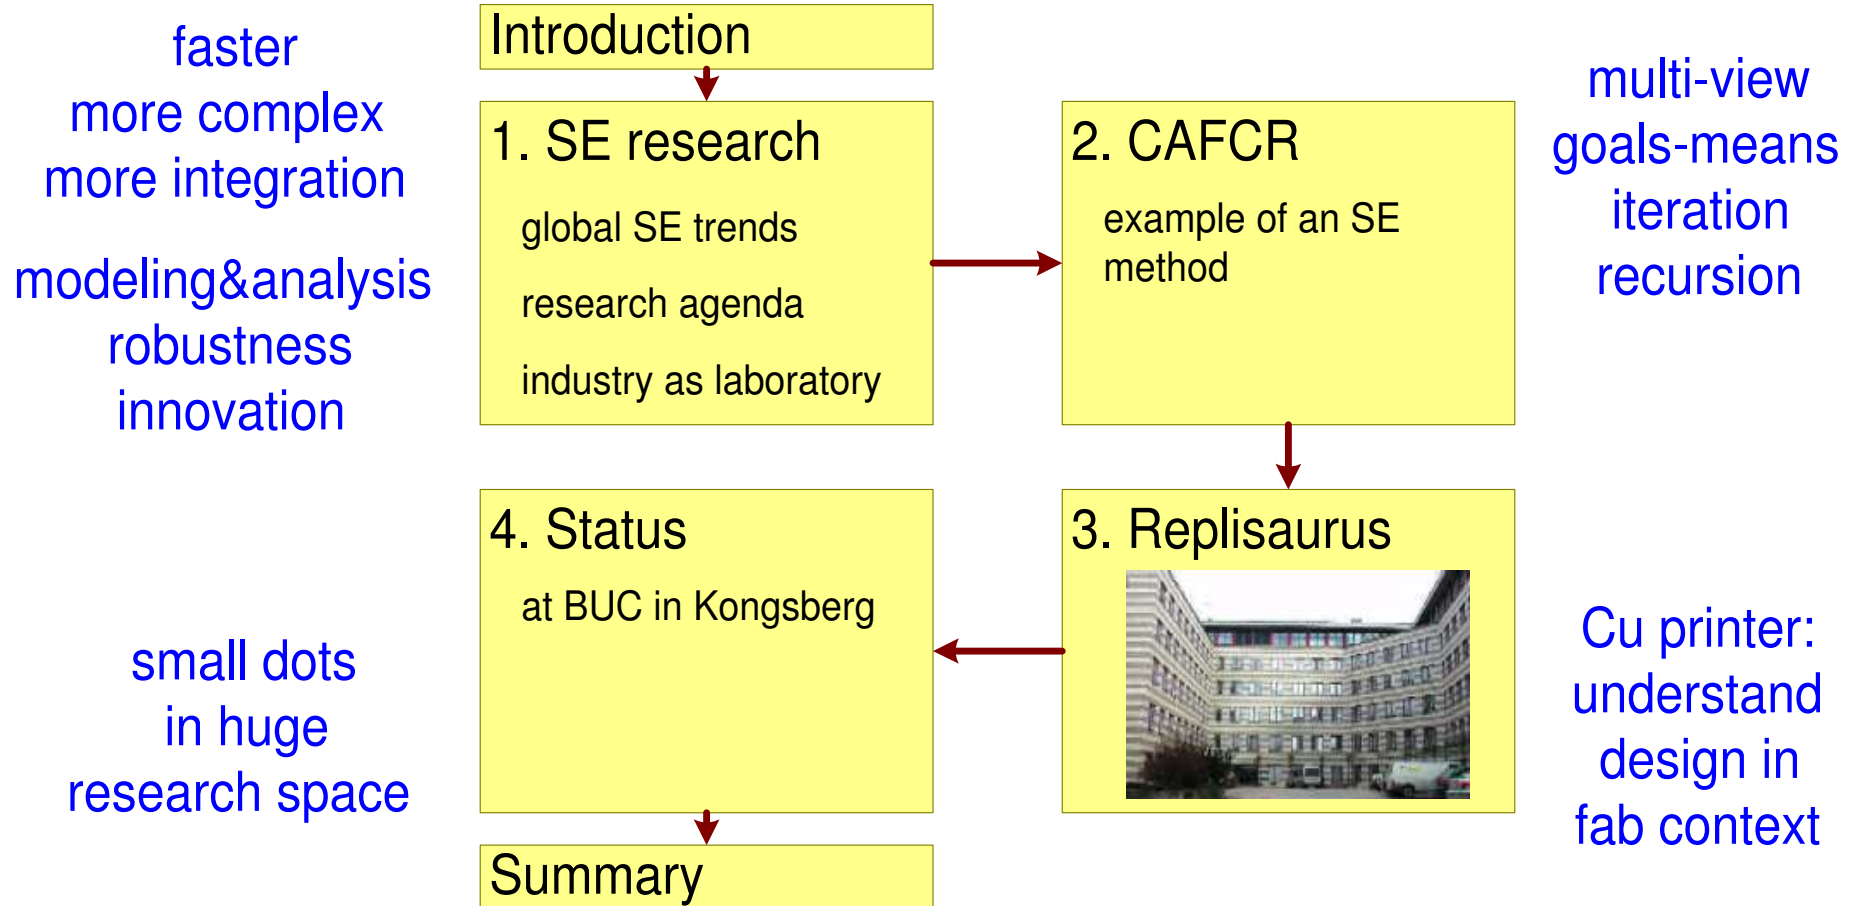 Introduction
faster
more complex
more integration
modeling&analysis
robustness
innovation
1. SE research
global SE trends
research agenda
industry as laboratory
2. CAFCR
example of an SE
method
multi-view
goals-means
iteration
recursion
small dots
in huge
research space
4. Status
at BUC in Kongsberg
3. Replisaurus
Cu printer:
understand
design in
fab context
Summary